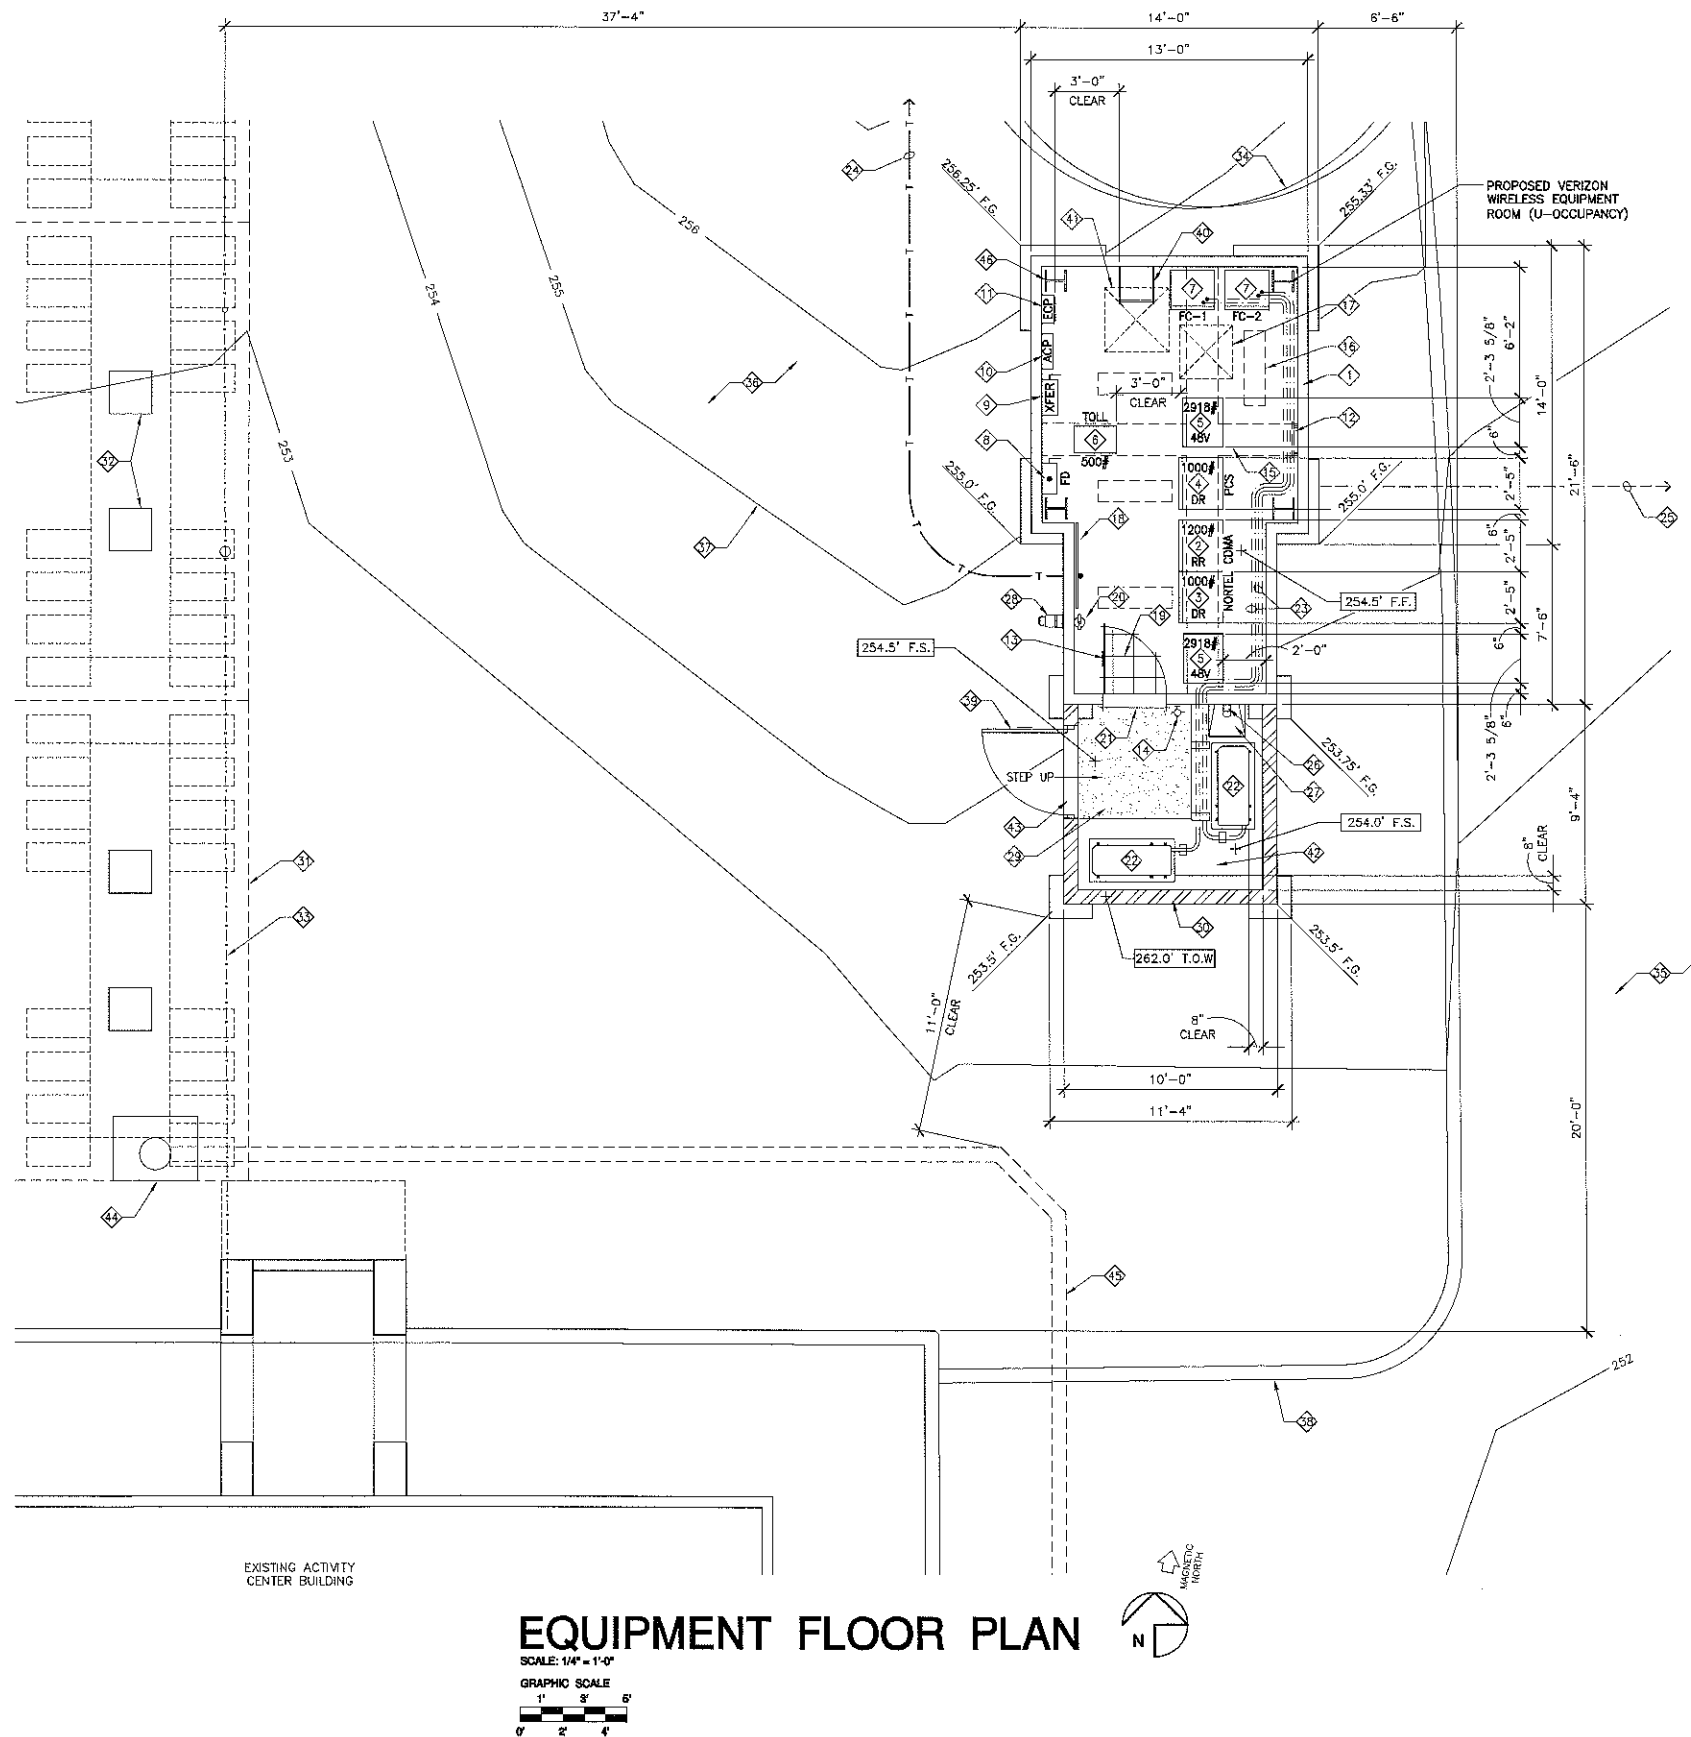 37'-4"
14'-0"
6'-6"
13'-0"
3'-0"
CLEAR
24
34
256.25' F.G.
255.33' F.G.
PROPOSED VERIZON
WIRELESS EQUIPMENT
ROOM (U-OCCUPANCY)
41
40
256
46
7
7
11
ECP
FC-1
FC-2
17
254
255
16
10
ACP
36
1
9
XFER
3'-0"
CLEAR
2'-3 5/8"
6'-2"
14'-0"
TOLL
2918#
5
48V
12
6
500#
6"
253
32
8
FD
15
1000#
4
DR
PCS
255.0' F.G.
255.0' F.G.
2'-5"
21'-6"
25
18
37
1200#
2
RR
NORTEL CDMA
6"
2'-5"
1000#
3
DR
28
20
19
23
254.5' F.F.
2'-5"
7'-6"
13
254.5' F.S.
2918#
5
48V
2'-0"
6"
39
21
14
26
2'-3 5/8"
6"
253.75' F.G.
STEP UP
22
27
43
254.0' F.S.
9'-4"
8"
CLEAR
29
22
42
31
33
30
253.5' F.G.
262.0' T.O.W
253.5' F.G.
35
11'-0"
CLEAR
8"
CLEAR
10'-0"
11'-4"
20'-0"
44
45
252
38
EXISTING ACTIVITY
CENTER BUILDING
MAGNETIC
NORTH
N
EQUIPMENT FLOOR PLAN
SCALE: 1/4" = 1'-0"
GRAPHIC SCALE
1' 3' 5'
0' 2' 4'